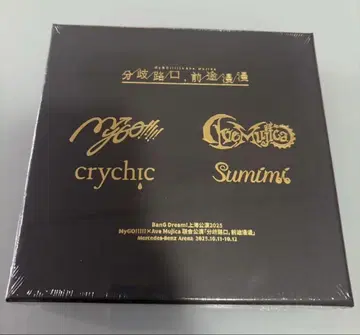 MyGO!!!!!×Ave Mujica
分歧路口，前途漫漫
MyGO!!!!!
Ave Mujica
crychic
Sumimi
BanG Dream!上海公演2025
MyGO!!!!!×Ave Mujica 联合公演「分歧路口，前途漫漫」
Mercedes-Benz Arena 2025.10.11-10.12